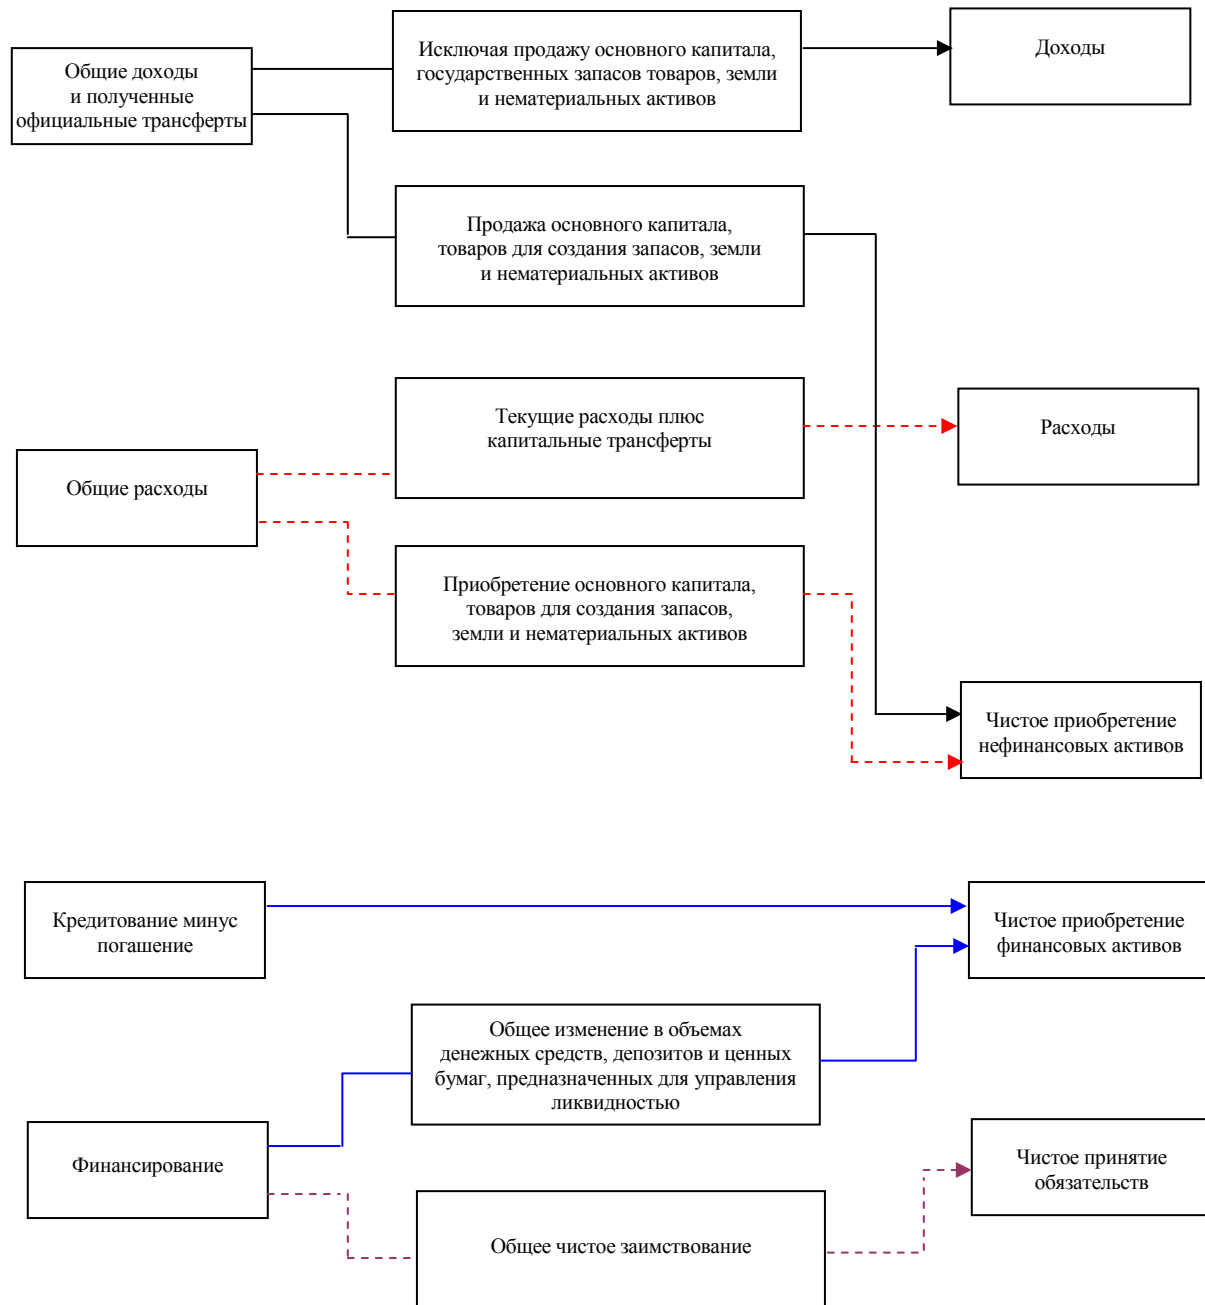 Общие доходы
и полученные
официальные трансферты
Исключая продажу основного капитала,
государственных запасов товаров, земли
и нематериальных активов
Доходы
Продажа основного капитала,
товаров для создания запасов, земли
и нематериальных активов
Текущие расходы плюс
капитальные трансферты
Расходы
Общие расходы
Приобретение основного капитала,
товаров для создания запасов,
земли и нематериальных активов
Чистое приобретение
нефинансовых активов
Кредитование минус
погашение
Чистое приобретение
финансовых активов
Общее изменение в объемах
денежных средств, депозитов и ценных
бумаг, предназначенных для управления
ликвидностью
Финансирование
Чистое принятие
обязательств
Общее чистое заимствование